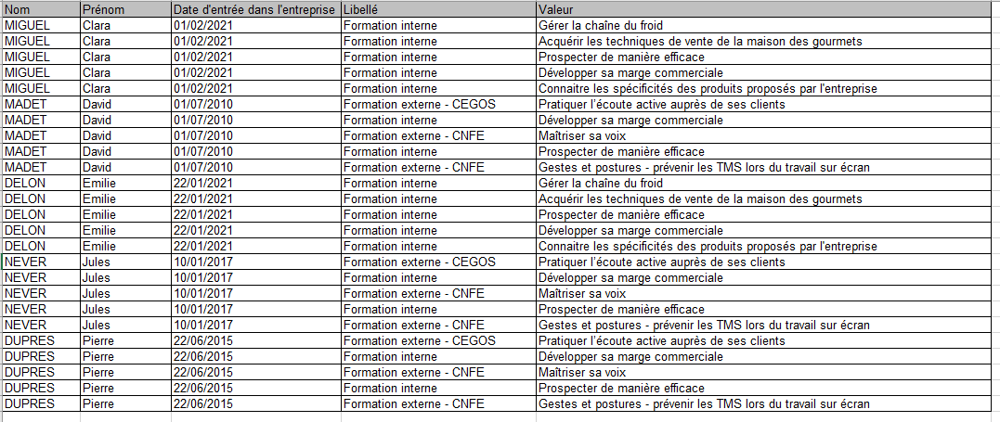 Nom Prénom Date d'entrée dans l'entreprise Libellé Valeur
MIGUEL Clara 01/02/2021 Formation interne Gérer la chaîne du froid
MIGUEL Clara 01/02/2021 Formation interne Acquérir les techniques de vente de la maison des gourmets
MIGUEL Clara 01/02/2021 Formation interne Prospecter de manière efficace
MIGUEL Clara 01/02/2021 Formation interne Développer sa marge commerciale
MIGUEL Clara 01/02/2021 Formation interne Connaitre les spécificités des produits proposés par l'entreprise
MADET David 01/07/2010 Formation externe - CEGOS Pratiquer l'écoute active auprès de ses clients
MADET David 01/07/2010 Formation interne Développer sa marge commerciale
MADET David 01/07/2010 Formation externe - CNFE Maîtriser sa voix
MADET David 01/07/2010 Formation interne Prospecter de manière efficace
MADET David 01/07/2010 Formation externe - CNFE Gestes et postures - prévenir les TMS lors du travail sur écran
DELON Emilie 22/01/2021 Formation interne Gérer la chaîne du froid
DELON Emilie 22/01/2021 Formation interne Acquérir les techniques de vente de la maison des gourmets
DELON Emilie 22/01/2021 Formation interne Prospecter de manière efficace
DELON Emilie 22/01/2021 Formation interne Développer sa marge commerciale
DELON Emilie 22/01/2021 Formation interne Connaitre les spécificités des produits proposés par l'entreprise
NEVER Jules 10/01/2017 Formation externe - CEGOS Pratiquer l'écoute active auprès de ses clients
NEVER Jules 10/01/2017 Formation interne Développer sa marge commerciale
NEVER Jules 10/01/2017 Formation externe - CNFE Maîtriser sa voix
NEVER Jules 10/01/2017 Formation interne Prospecter de manière efficace
NEVER Jules 10/01/2017 Formation externe - CNFE Gestes et postures - prévenir les TMS lors du travail sur écran
DUPRES Pierre 22/06/2015 Formation externe - CEGOS Pratiquer l'écoute active auprès de ses clients
DUPRES Pierre 22/06/2015 Formation interne Développer sa marge commerciale
DUPRES Pierre 22/06/2015 Formation externe - CNFE Maîtriser sa voix
DUPRES Pierre 22/06/2015 Formation interne Prospecter de manière efficace
DUPRES Pierre 22/06/2015 Formation externe - CNFE Gestes et postures - prévenir les TMS lors du travail sur écran